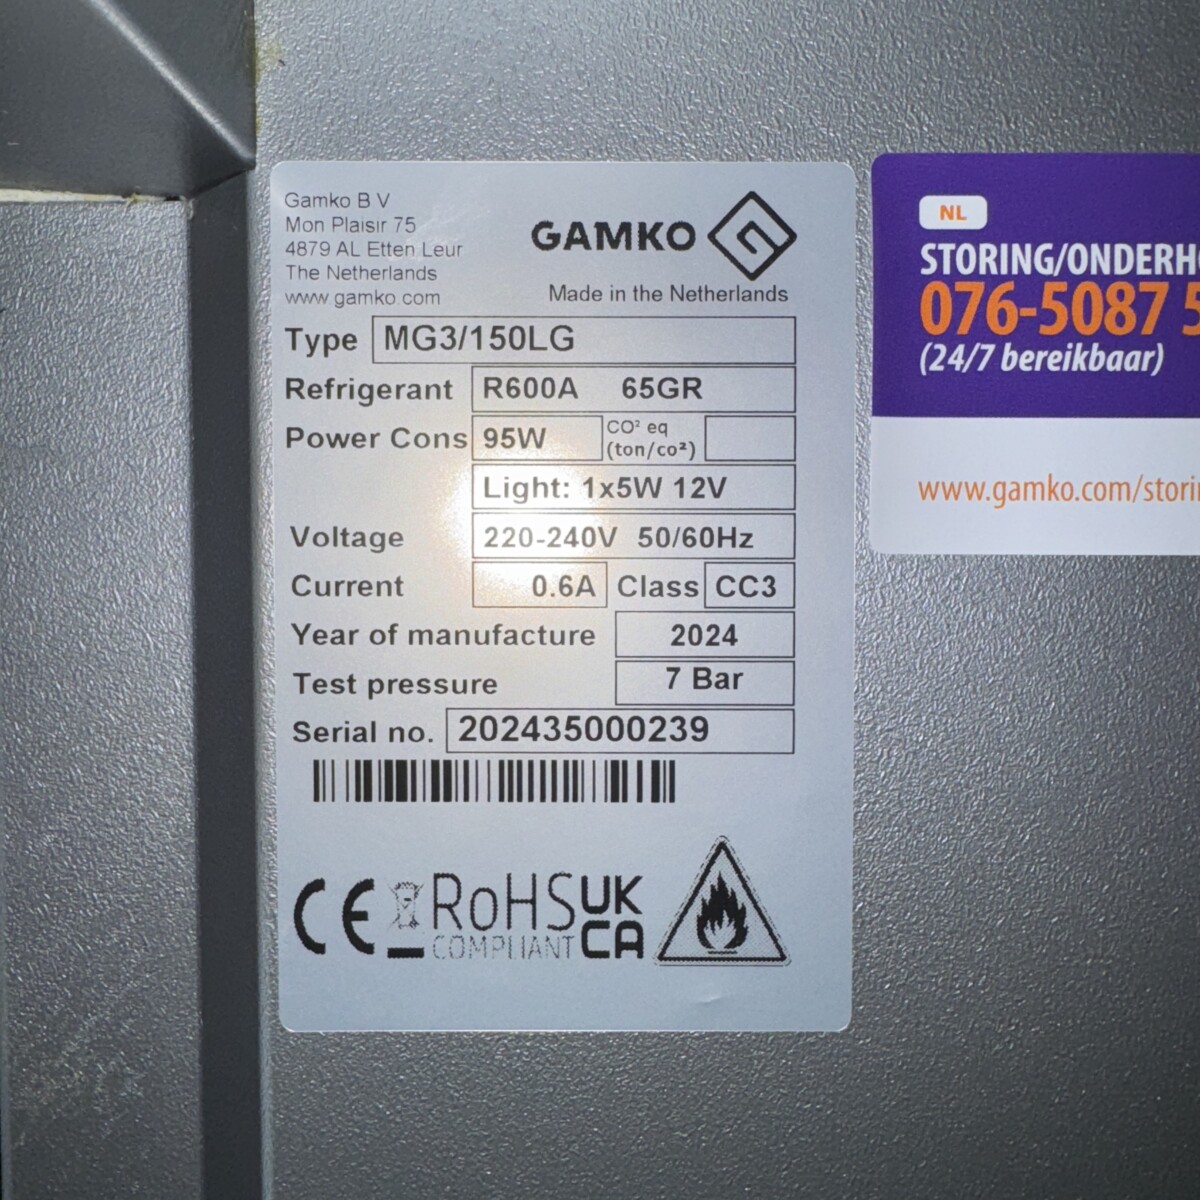 Gamko B V
Mon Plaisir 75
4879 AL Etten Leur
The Netherlands
www.gamko.com
GAMKO
Made in the Netherlands
Type MG3/150LG
Refrigerant R600A 65GR
Power Cons 95W CO² eq (ton/co²)
Light: 1x5W 12V
Voltage 220-240V 50/60Hz
Current 0.6A Class CC3
Year of manufacture 2024
Test pressure 7 Bar
Serial no. 202435000239
CE RoHS COMPLIANT UK CA
NL
STORING/ONDERHO
076-5087 5
(24/7 bereikbaar)
www.gamko.com/storin